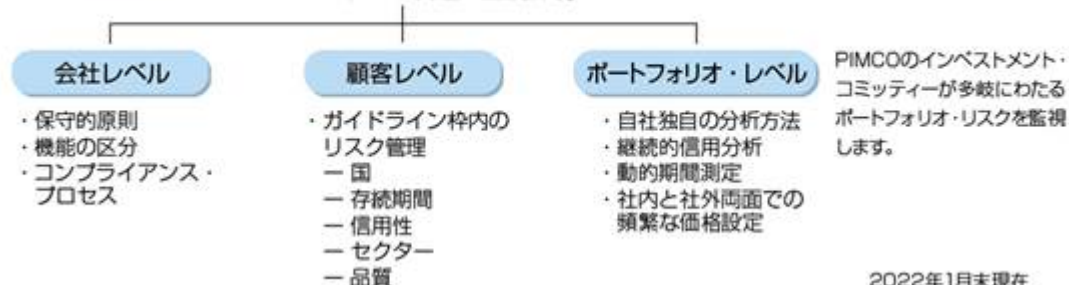 会社レベル
・保守的原則
・機能の区分
・コンプライアンス・
プロセス
顧客レベル
・ガイドライン枠内の
リスク管理
ー 国
ー 存続期間
ー 信用性
ー セクター
ー 品質
ポートフォリオ・レベル
・自社独自の分析方法
・継続的信用分析
・動的期間測定
・社内と社外両面での
頻繁な価格設定
PIMCOのインベストメント・
コミッティーが多岐にわたる
ポートフォリオ・リスクを監視
します。
2022年1月末現在